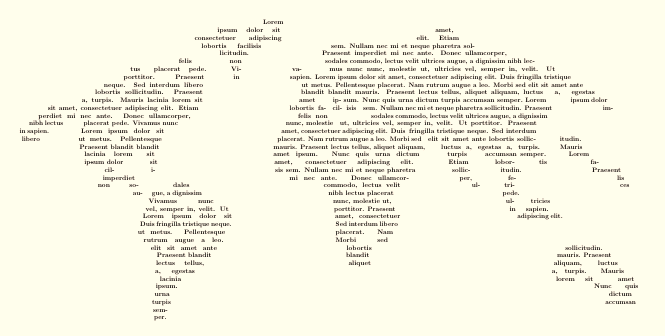 Lorem
ipsum dolor sit amet,
consectetuer adipiscing elit. Etiam
lobortis facilisis sem. Nullam nec mi et neque pharetra sol-
licitudin. Praesent imperdiet mi nec ante. Donec ullamcorper,
felis non sodales commodo, lectus velit ultrices augue, a dignissim nibh lec-
tus placerat pede. Vi- va- mus nunc nunc, molestie ut, ultricies vel, semper in, velit. Ut
porttitor. Praesent in sapien. Lorem ipsum dolor sit amet, consectetuer adipiscing elit. Duis fringilla tristique
neque. Sed interdum libero ut metus. Pellentesque placerat. Nam rutrum augue a leo. Morbi sed elit sit amet ante
lobortis sollicitudin. Praesent blandit blandit mauris. Praesent lectus tellus, aliquet aliquam, luctus a, egestas
a, turpis. Mauris lacinia lorem sit amet ip- sum. Nunc quis urna dictum turpis accumsan semper. Lorem ipsum dolor
sit amet, consectetuer adipiscing elit. Etiam lobortis fa- cil- isis sem. Nullam nec mi et neque pharetra sollicitudin. Praesent im-
perdiet mi nec ante. Donec ullamcorper, felis non sodales commodo, lectus velit ultrices augue, a dignissim
nibh lectus placerat pede. Vivamus nunc nunc, molestie ut, ultricies vel, semper in, velit. Ut porttitor. Praesent
in sapien. Lorem ipsum dolor sit amet, consectetuer adipiscing elit. Duis fringilla tristique neque. Sed interdum
libero ut metus. Pellentesque placerat. Nam rutrum augue a leo. Morbi sed elit sit amet ante lobortis sollic- itudin.
Praesent blandit blandit mauris. Praesent lectus tellus, aliquet aliquam, luctus a, egestas a, turpis. Mauris
lacinia lorem sit amet ipsum. Nunc quis urna dictum turpis accumsan semper. Lorem
ipsum dolor sit amet, consectetuer adipiscing elit. Etiam lobor- tis fa-
cil- i- sis sem. Nullam nec mi et neque pharetra sollic- itudin. Praesent
imperdiet mi nec ante. Donec ullamcor- per, fe- lis
non so- dales commodo, lectus velit ul- tri- ces
au- gue, a dignissim nibh lectus placerat pede.
Vivamus nunc nunc, molestie ut, ul- tricies
vel, semper in, velit. Ut porttitor. Praesent in sapien.
Lorem ipsum dolor sit amet, consectetuer adipiscing elit.
Duis fringilla tristique neque. Sed interdum libero
ut metus. Pellentesque placerat. Nam
rutrum augue a leo. Morbi sed
elit sit amet ante lobortis sollicitudin.
Praesent blandit blandit mauris. Praesent
lectus tellus, aliquet aliquam, luctus
a, egestas a, turpis. Mauris
lacinia lorem sit amet
ipsum. Nunc quis
urna dictum
turpis accumsan
sem-
per.